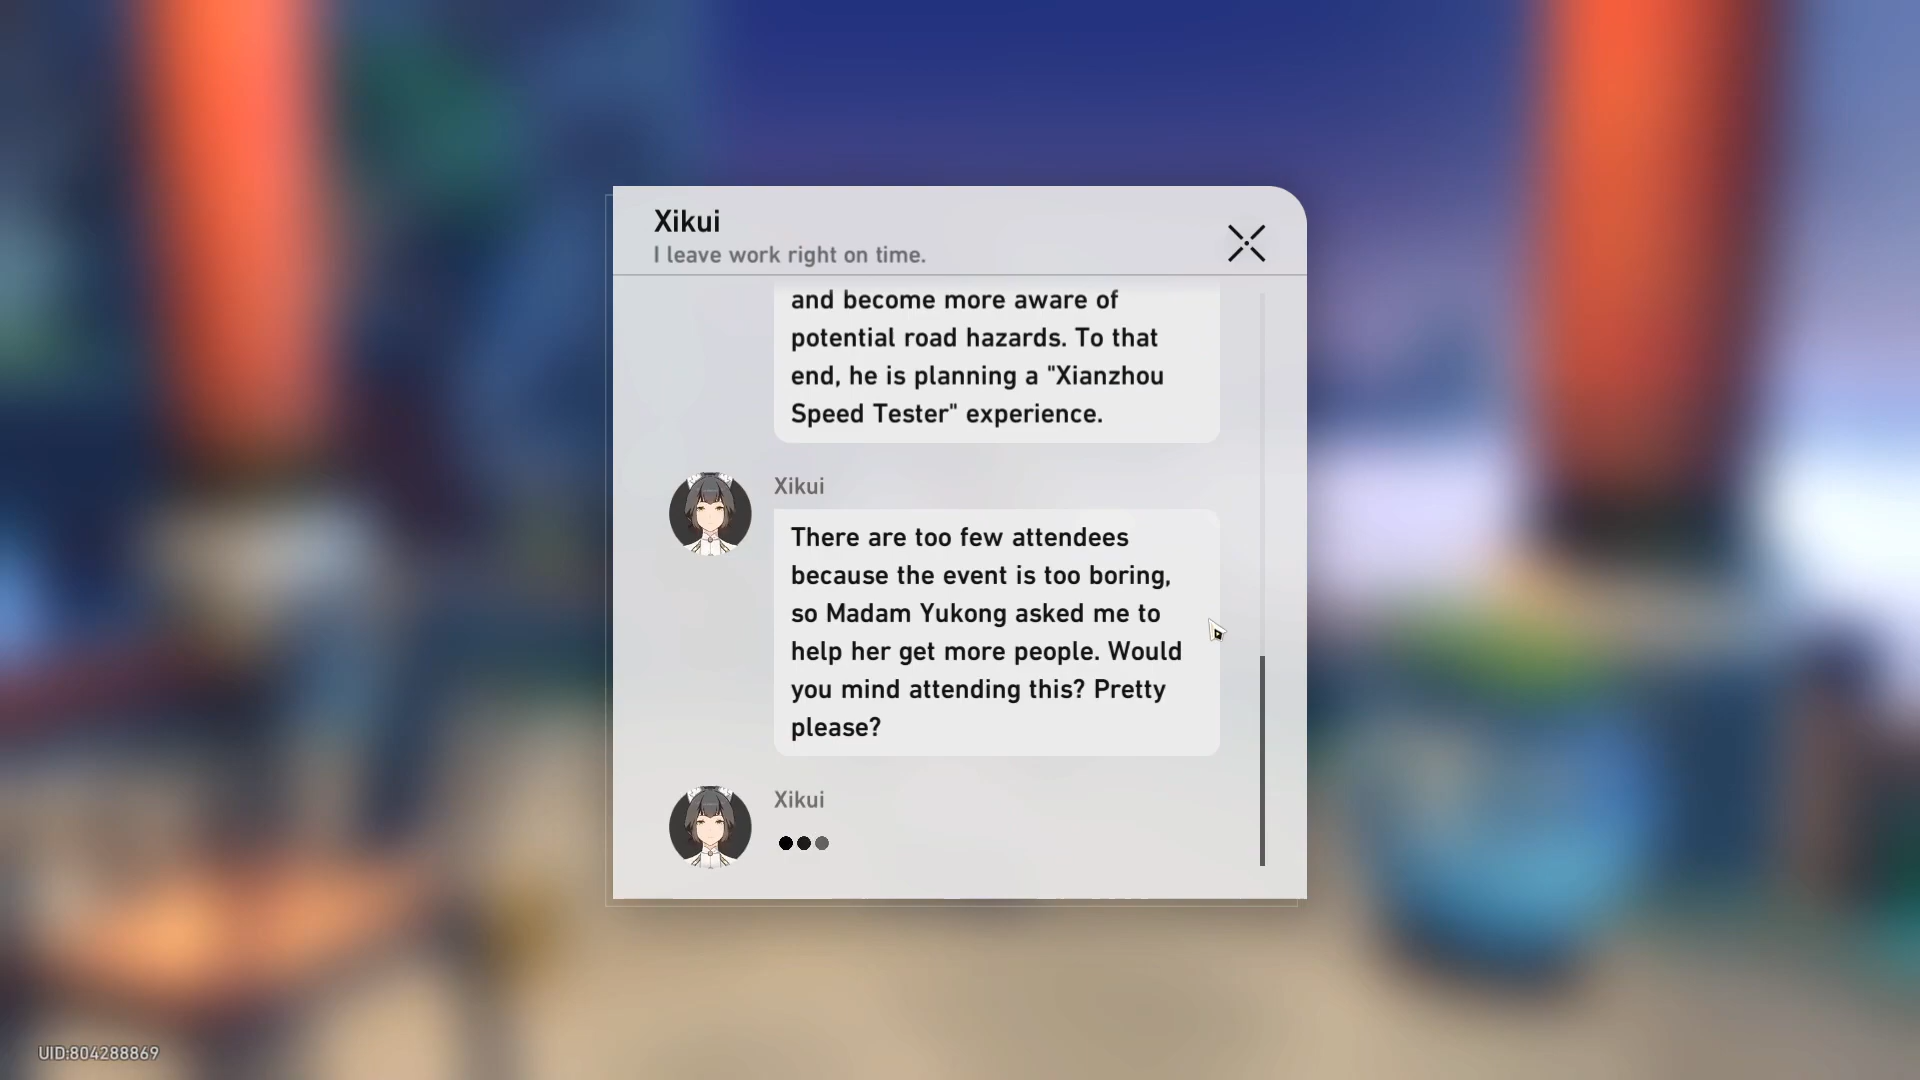 Xikui
I leave work right on time.
and become more aware of
potential road hazards. To that
end, he is planning a "Xianzhou
Speed Tester" experience.
Xikui
There are too few attendees
because the event is too boring,
so Madam Yukong asked me to
help her get more people. Would
you mind attending this? Pretty
please?
Xikui
UID:804288869